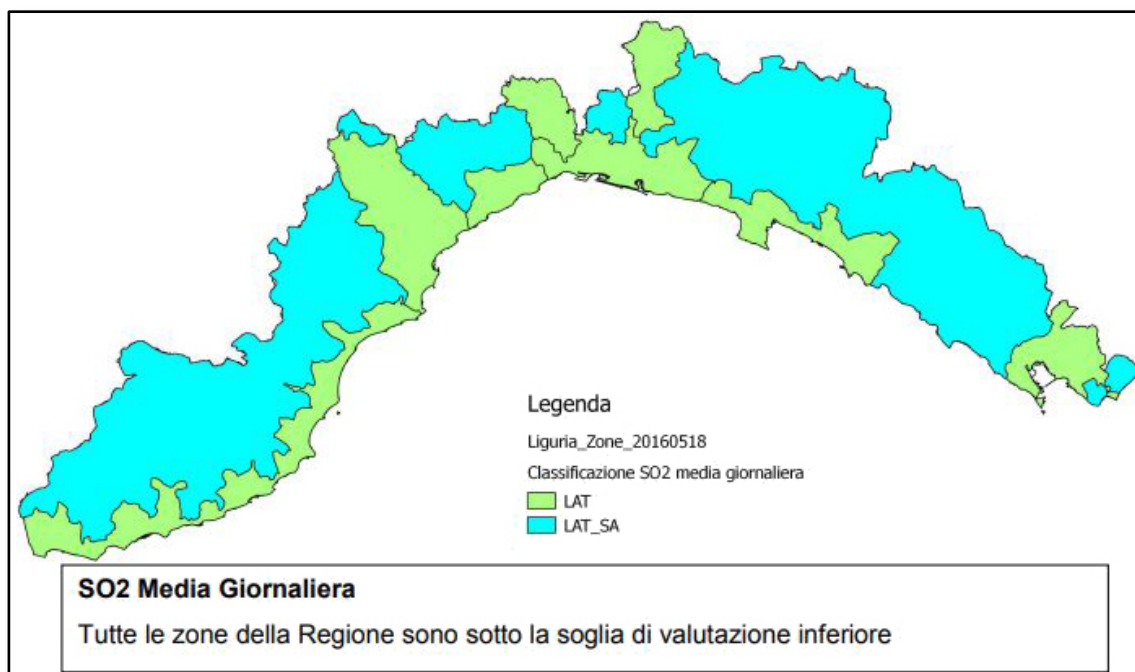 Legenda
Liguria_Zone_20160518
Classificazione SO2 media giornaliera
LAT
LAT_SA
SO2 Media Giornaliera
Tutte le zone della Regione sono sotto la soglia di valutazione inferiore